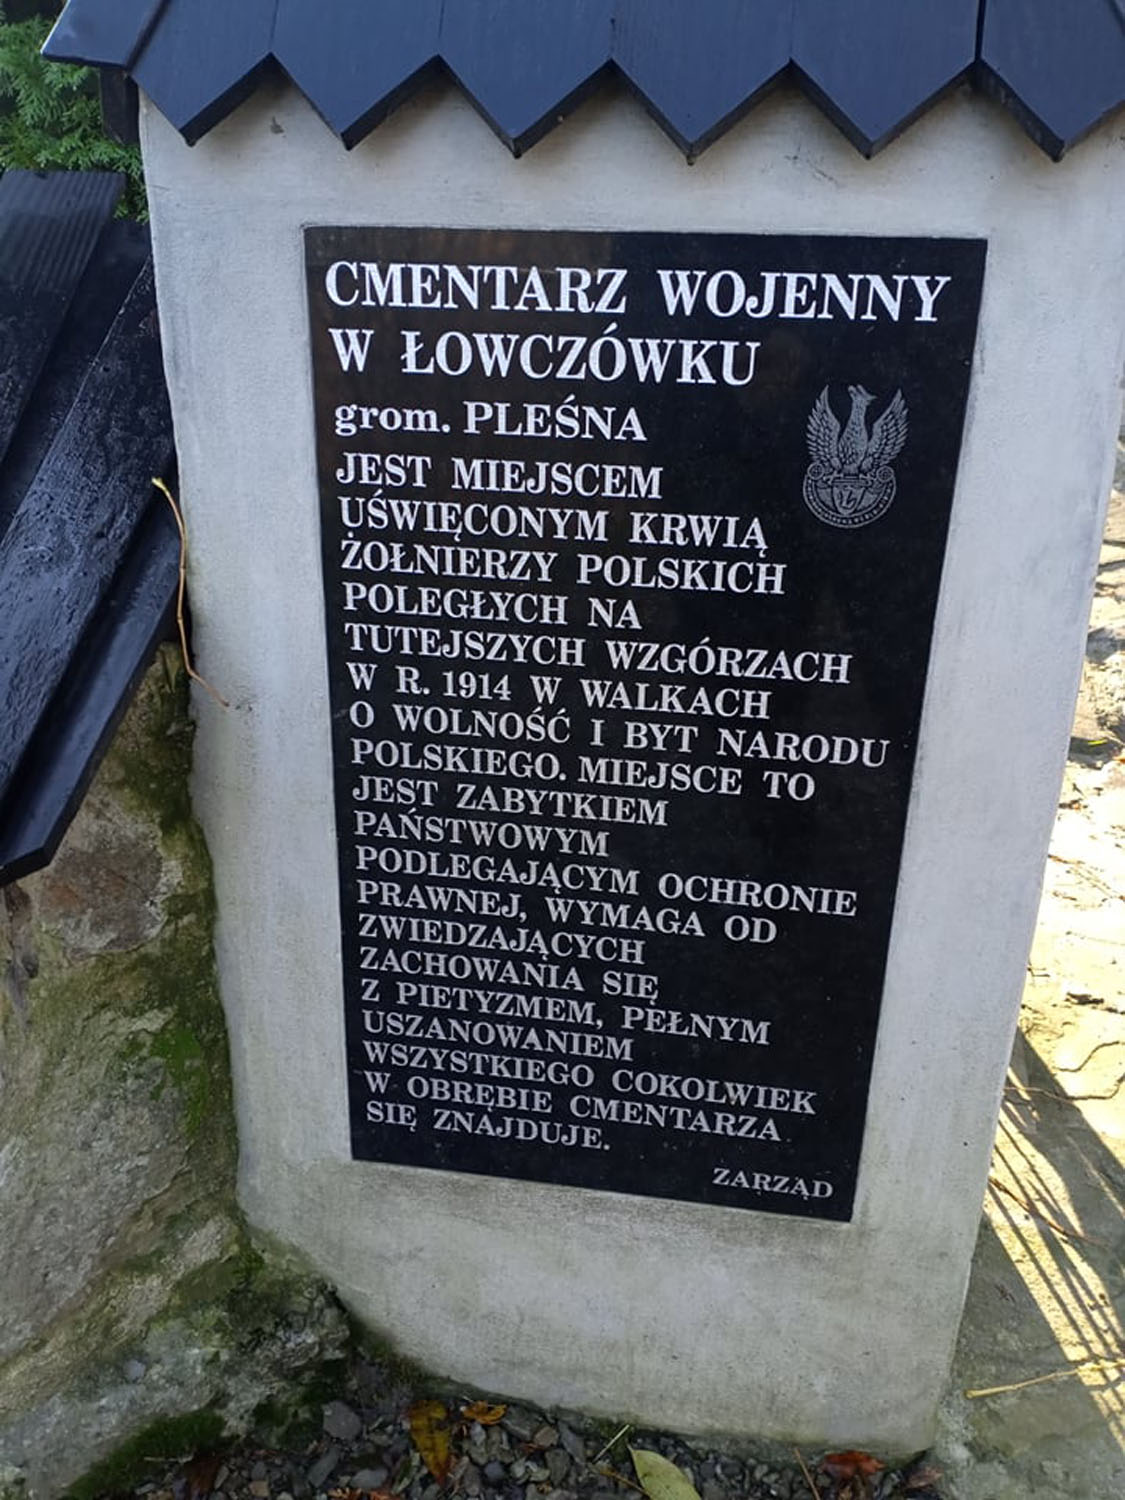 CMENTARZ WOJENNY
W ŁOWCZÓWKU
grom. PLEŚNA
JEST MIEJSCEM
UŚWIĘCONYM KRWIĄ
ŻOŁNIERZY POLSKICH
POLEGŁYCH NA
TUTEJSZYCH WZGÓRZACH
W R. 1914 W WALKACH
O WOLNOŚĆ I BYT NARODU
POLSKIEGO. MIEJSCE TO
JEST ZABYTKIEM
PAŃSTWOWYM
PODLEGAJĄCYM OCHRONIE
PRAWNEJ, WYMAGA OD
ZWIEDZAJĄCYCH
ZACHOWANIA SIĘ
Z PIETYZMEM, PEŁNYM
USZANOWANIEM
WSZYSTKIEGO COKOLWIEK
W OBRĘBIE CMENTARZA
SIĘ ZNAJDUJE.
ZARZĄD